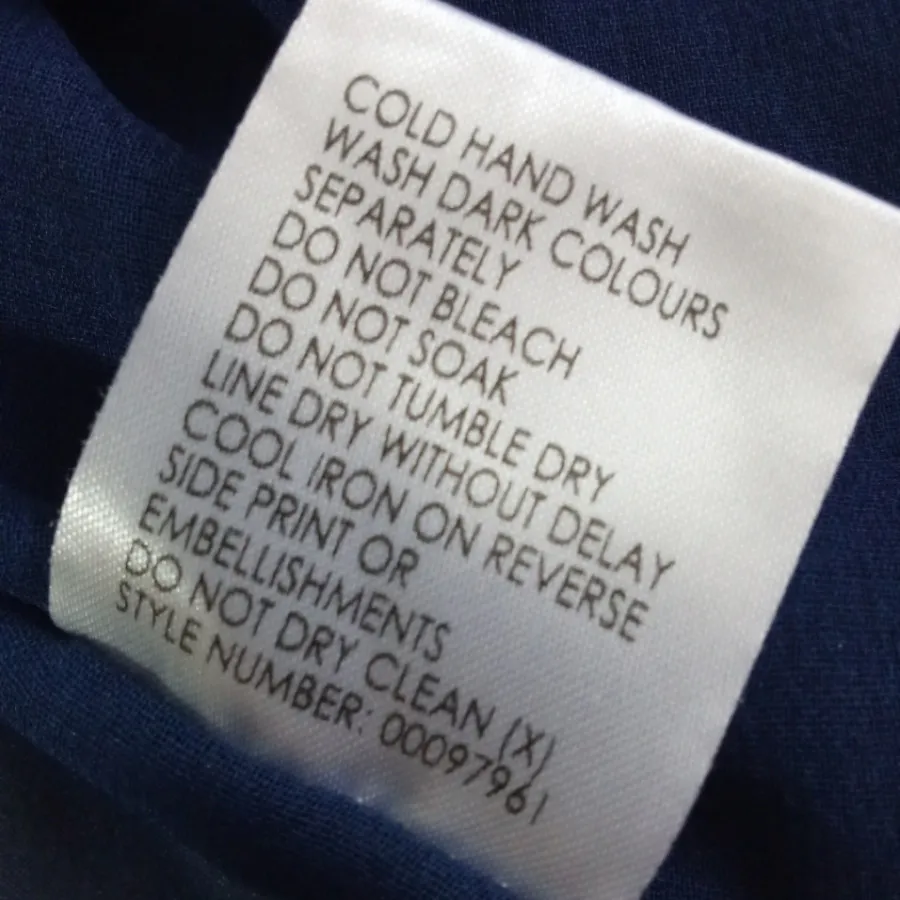 COLD HAND WASH
WASH DARK COLOURS
SEPARATELY
DO NOT BLEACH
DO NOT SOAK
DO NOT TUMBLE DRY
LINE DRY WITHOUT DELAY
COOL IRON ON REVERSE
SIDE PRINT OR
EMBELLISHMENTS
DO NOT DRY CLEAN (X)
STYLE NUMBER: 00097961